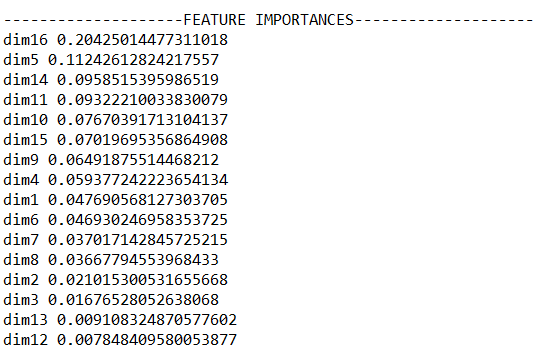 --------------------FEATURE IMPORTANCES--------------------
dim16 0.20425014477311018
dim5 0.11242612824217557
dim14 0.0958515395986519
dim11 0.09322210033830079
dim10 0.07670391713104137
dim15 0.07019695356864908
dim9 0.06491875514468212
dim4 0.059377242223654134
dim1 0.047690568127303705
dim6 0.046930246958353725
dim7 0.037017142845725215
dim8 0.03667794553968433
dim2 0.021015300531655668
dim3 0.01676528052638068
dim13 0.009108324870577602
dim12 0.007848409580053877